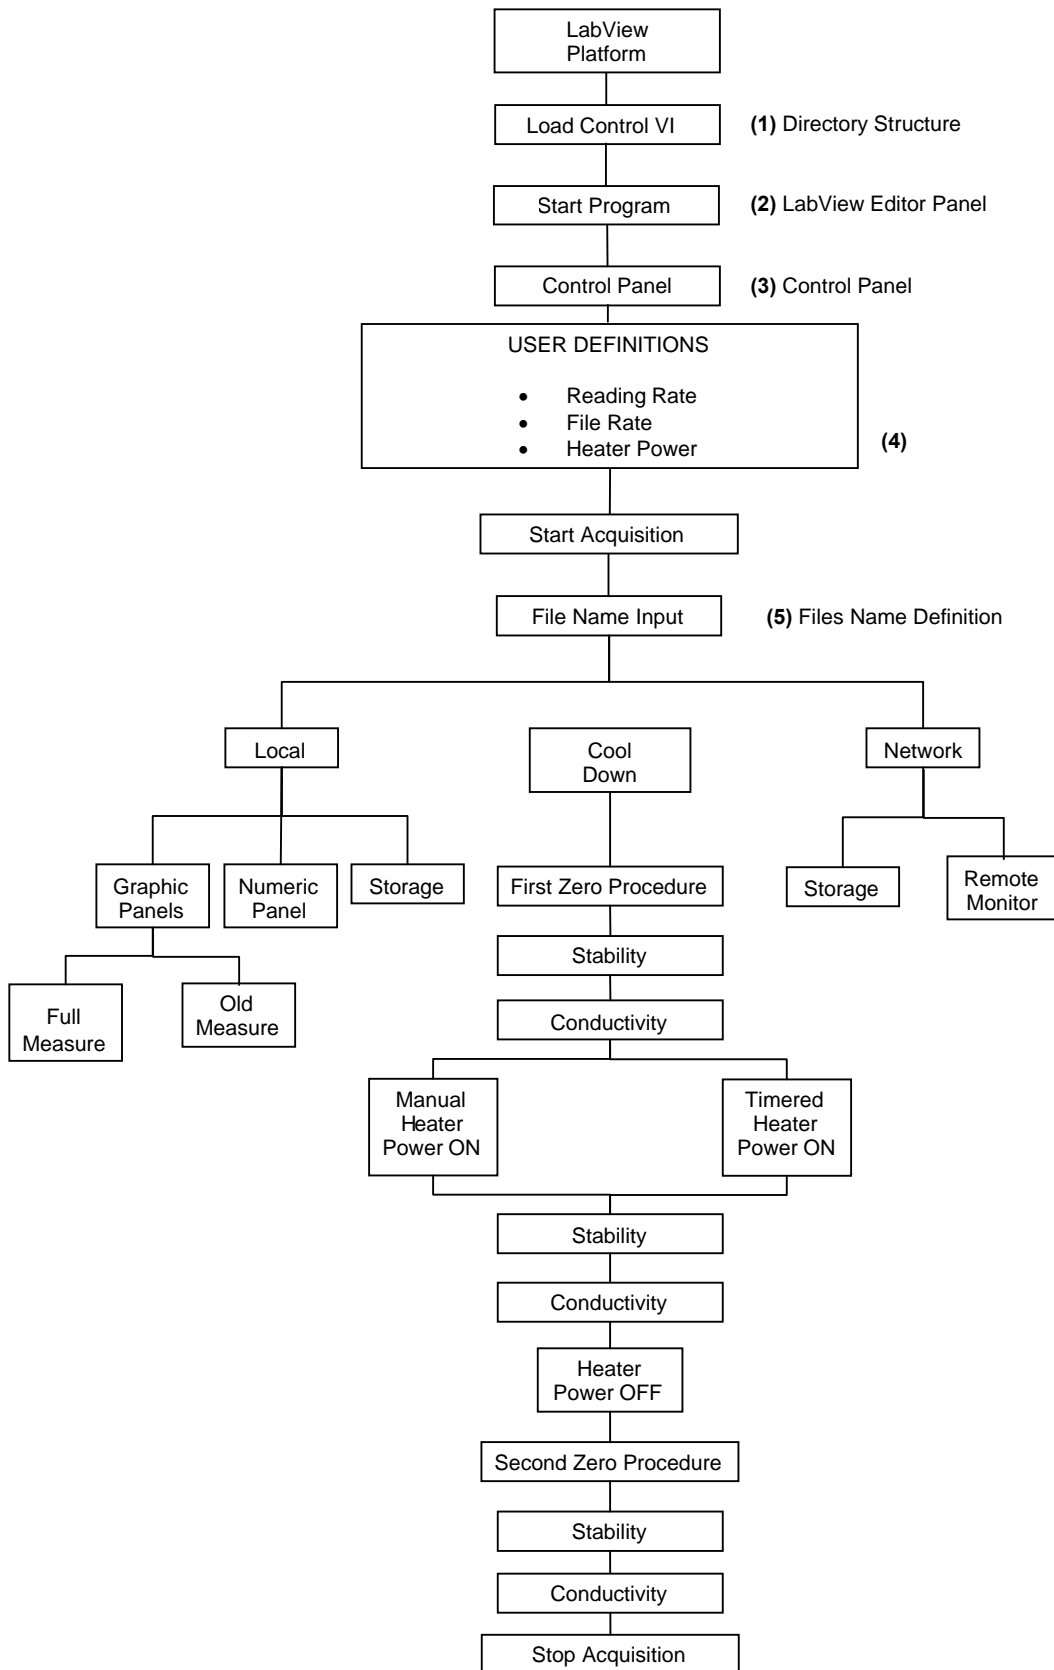 LabView
Platform
Load Control VI
(1) Directory Structure
Start Program
(2) LabView Editor Panel
Control Panel
(3) Control Panel
USER DEFINITIONS
• Reading Rate
• File Rate
• Heater Power
(4)
Start Acquisition
File Name Input
(5) Files Name Definition
Local
Cool
Down
Network
Graphic
Panels
Numeric
Panel
Storage
First Zero Procedure
Storage
Remote
Monitor
Full
Measure
Old
Measure
Stability
Conductivity
Manual
Heater
Power ON
Timered
Heater
Power ON
Stability
Conductivity
Heater
Power OFF
Second Zero Procedure
Stability
Conductivity
Stop Acquisition